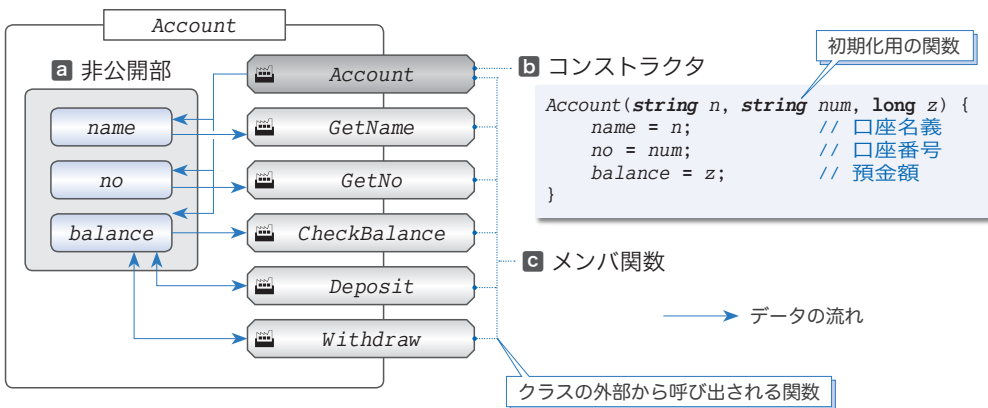 Account
a 非公開部
name
no
balance
Account
GetName
GetNo
CheckBalance
Deposit
Withdraw
初期化用の関数
b コンストラクタ
Account(string n, string num, long z) {
    name = n;            // 口座名義
    no = num;            // 口座番号
    balance = z;         // 預金額
}
c メンバ関数
データの流れ
クラスの外部から呼び出される関数